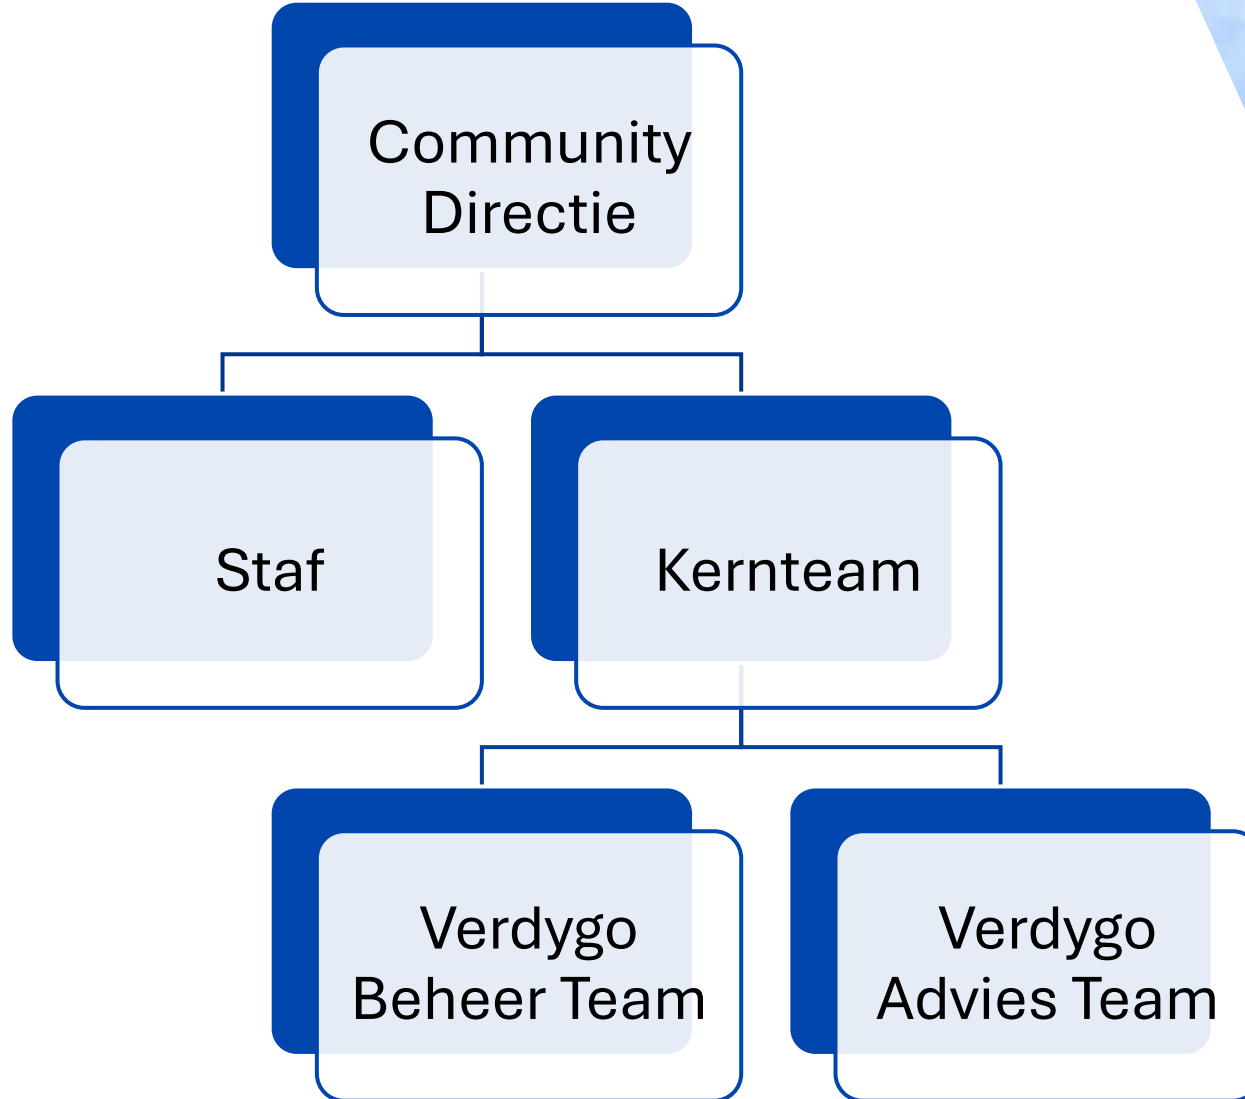 Community
Directie
Staf
Kernteam
Verdygo
Beheer Team
Verdygo
Advies Team